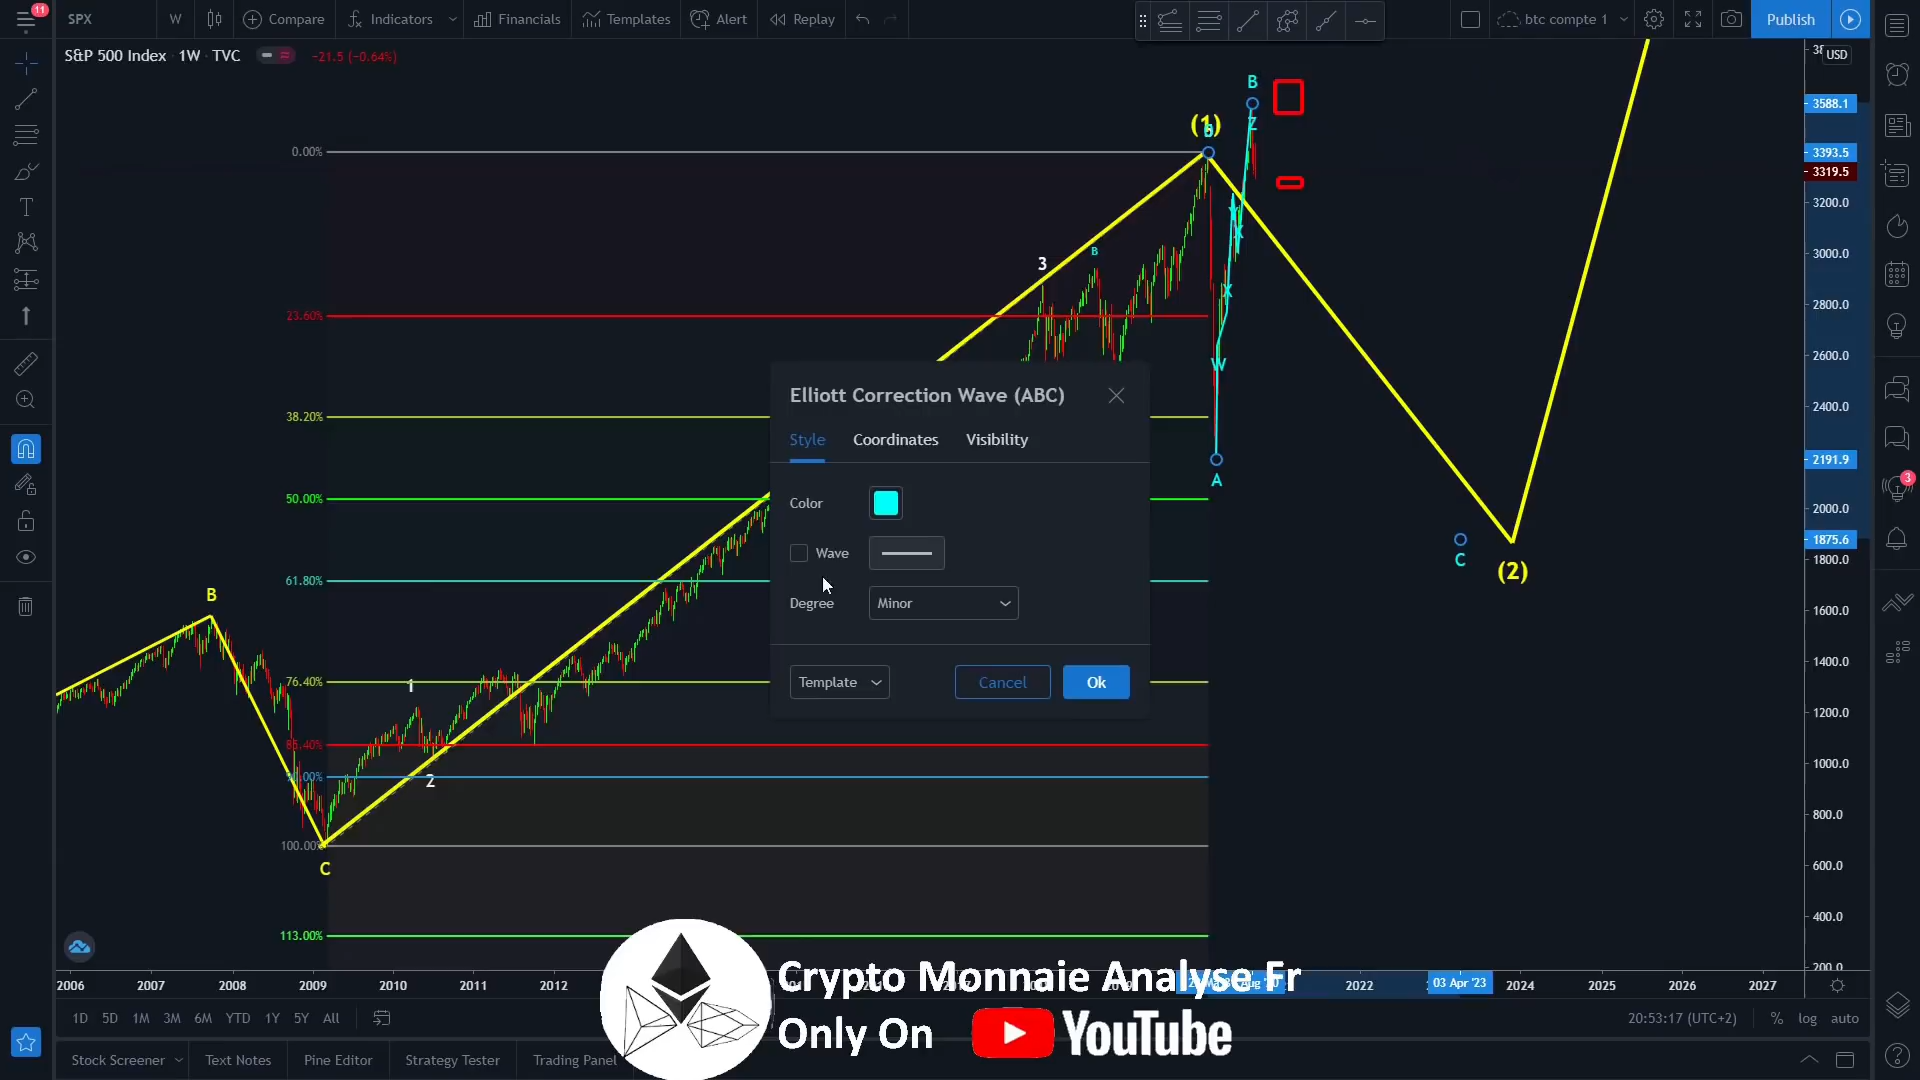 11
SPX
W
Compare
Indicators
Financials
Templates
Alert
Replay
btc compte 1
Publish
S&P 500 Index · 1W · TVC
-21.5 (-0.64%)
USD
B
3588.1
(1)
Z
0.00%
3393.5
3319.5
3200.0
Y
X
3
B
3000.0
X
2800.0
23.60%
2600.0
W
Elliott Correction Wave (ABC)
2400.0
38.20%
Style
Coordinates
Visibility
2191.9
A
3
50.00%
Color
2000.0
Wave
1875.6
C
1800.0
(2)
61.80%
B
Degree
Minor
1600.0
1400.0
76.40%
1
Template
Cancel
Ok
1200.0
85.40%
1000.0
2
800.0
100.00%
C
600.0
400.0
113.00%
200.0
Crypto Monnaie Analyse Fr
2006
2007
2008
2009
2010
2011
2012
2022
03 Apr '23
2024
2025
2026
2027
1D
5D
1M
3M
6M
YTD
1Y
5Y
All
Only On
YouTube
20:53:17 (UTC+2)
%
log
auto
Stock Screener
Text Notes
Pine Editor
Strategy Tester
Trading Panel